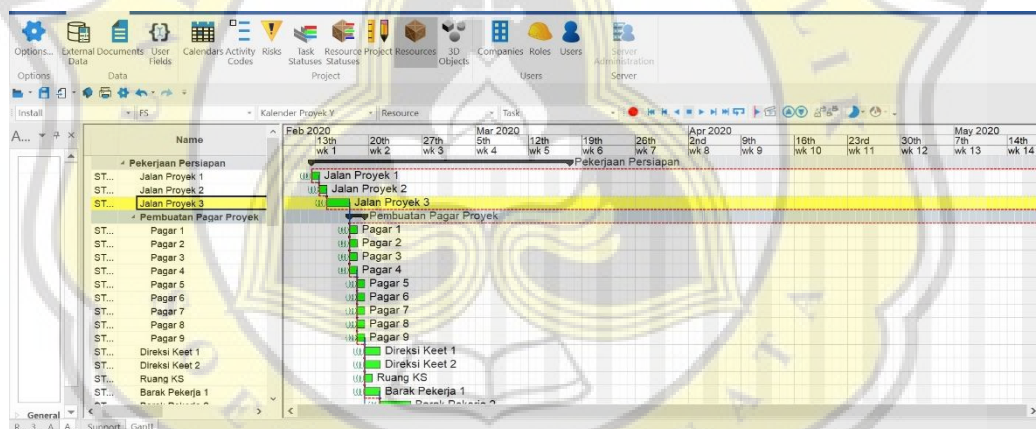 Options... External Data Documents User Fields Calendars Activity Codes Risks Task Statuses Resource Statuses Project Resources 3D Objects Companies Roles Users Server Administration
Options Data Project Users Server
Install FS Kalender Proyek Y Resource Task
A... Name Feb 2020 Mar 2020 Apr 2020 May 2020
13th 20th 27th 5th 12th 19th 26th 2nd 9th 16th 23rd 30th 7th 14th
wk 1 wk 2 wk 3 wk 4 wk 5 wk 6 wk 7 wk 8 wk 9 wk 10 wk 11 wk 12 wk 13 wk 14
Pekerjaan Persiapan Pekerjaan Persiapan
ST... Jalan Proyek 1 Jalan Proyek 1
ST... Jalan Proyek 2 Jalan Proyek 2
ST... Jalan Proyek 3 Jalan Proyek 3
Pembuatan Pagar Proyek Pembuatan Pagar Proyek
ST... Pagar 1 Pagar 1
ST... Pagar 2 Pagar 2
ST... Pagar 3 Pagar 3
ST... Pagar 4 Pagar 4
ST... Pagar 5 Pagar 5
ST... Pagar 6 Pagar 6
ST... Pagar 7 Pagar 7
ST... Pagar 8 Pagar 8
ST... Pagar 9 Pagar 9
ST... Direksi Keet 1 Direksi Keet 1
ST... Direksi Keet 2 Direksi Keet 2
ST... Ruang KS Ruang KS
ST... Barak Pekerja 1 Barak Pekerja 1
Barak Pekerja 2
General
R 3 A A Support Gantt